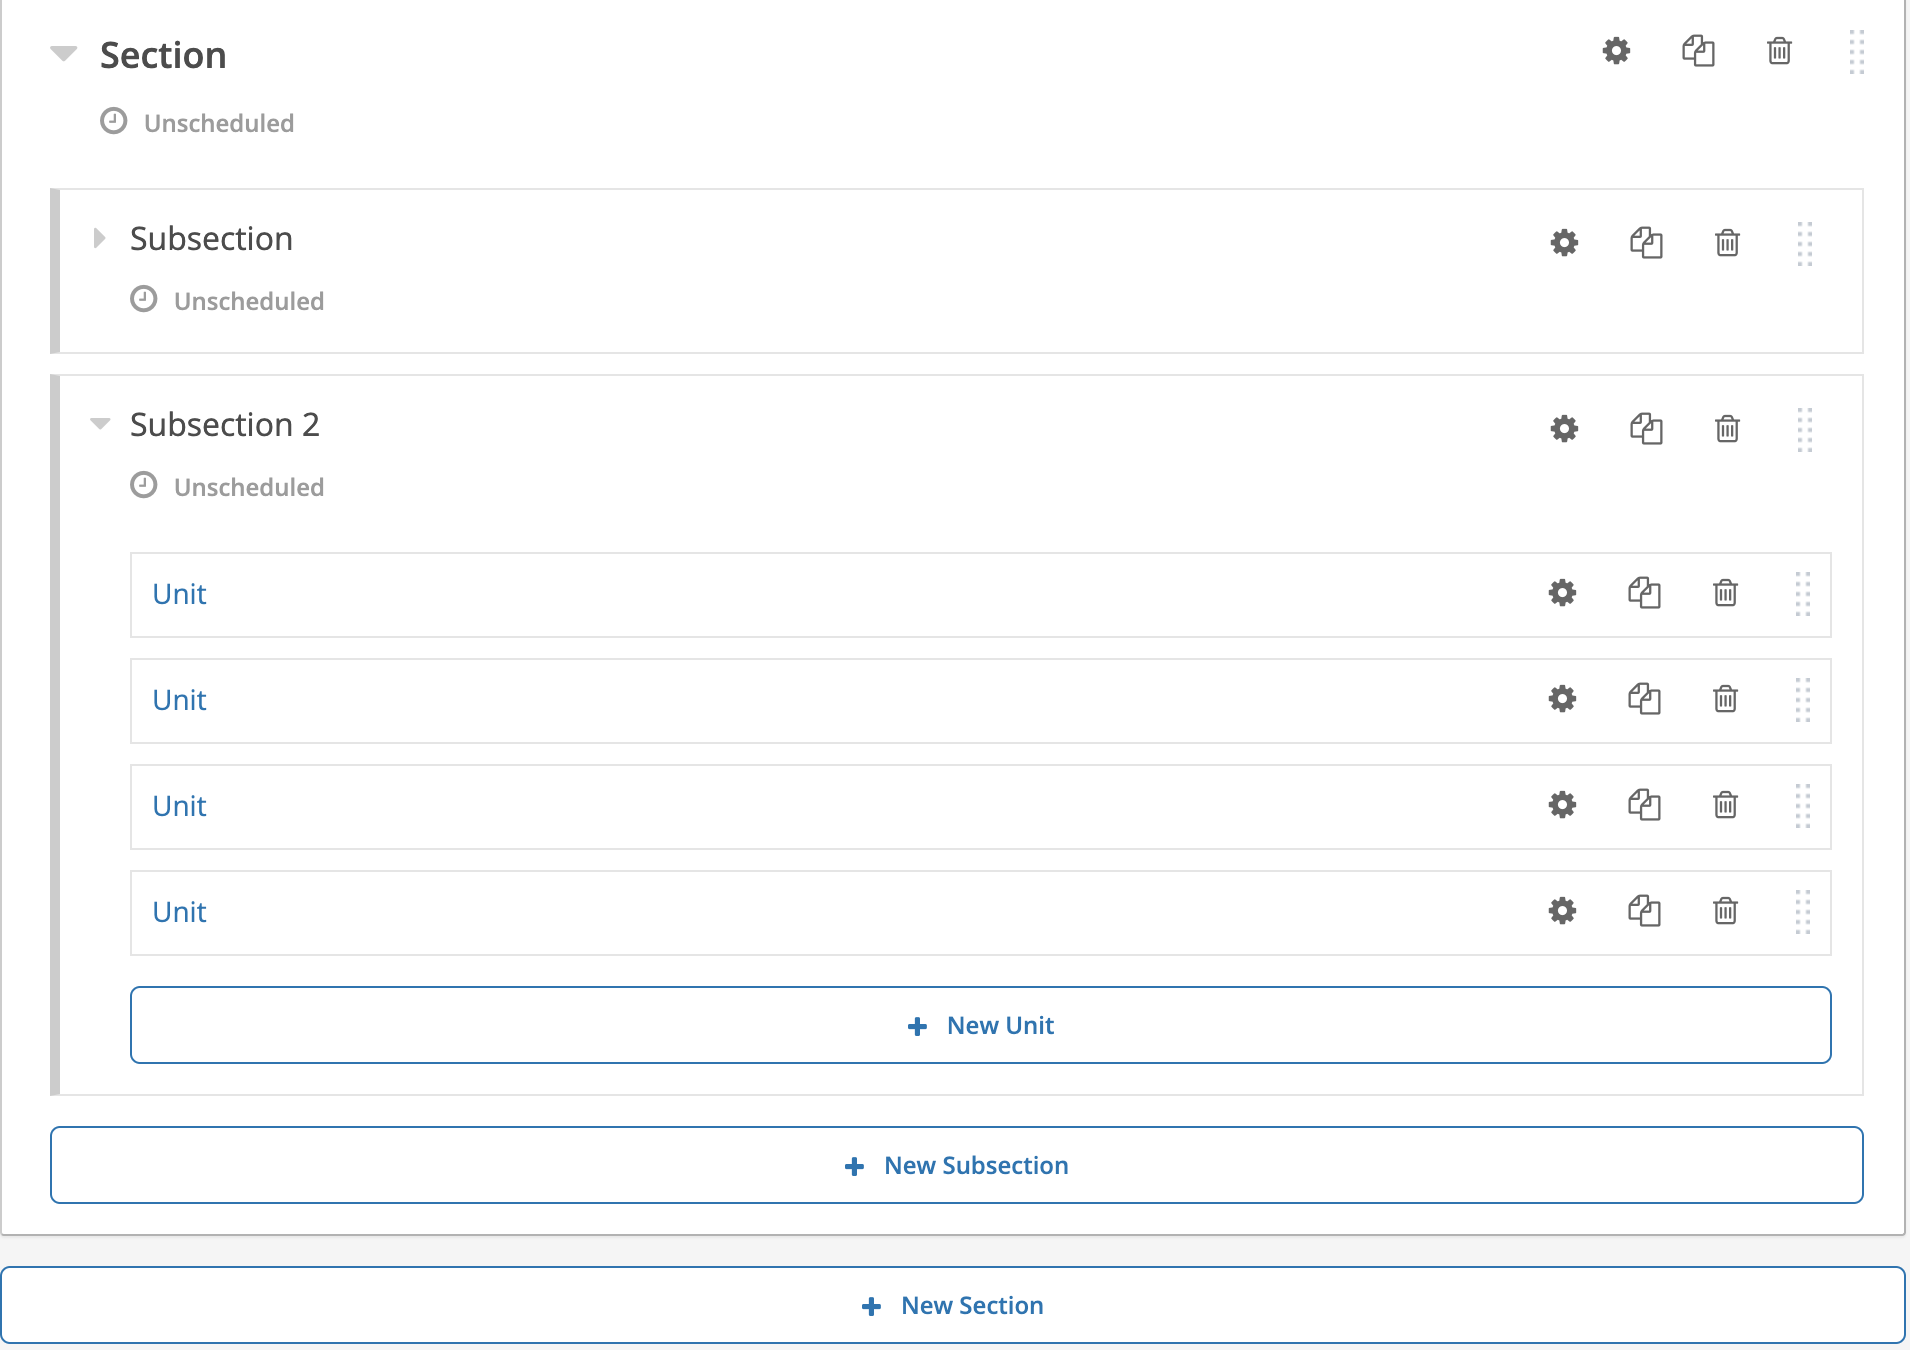 Section
Unscheduled
Subsection
Unscheduled
Subsection 2
Unscheduled
Unit
Unit
Unit
Unit
+ New Unit
+ New Subsection
+ New Section